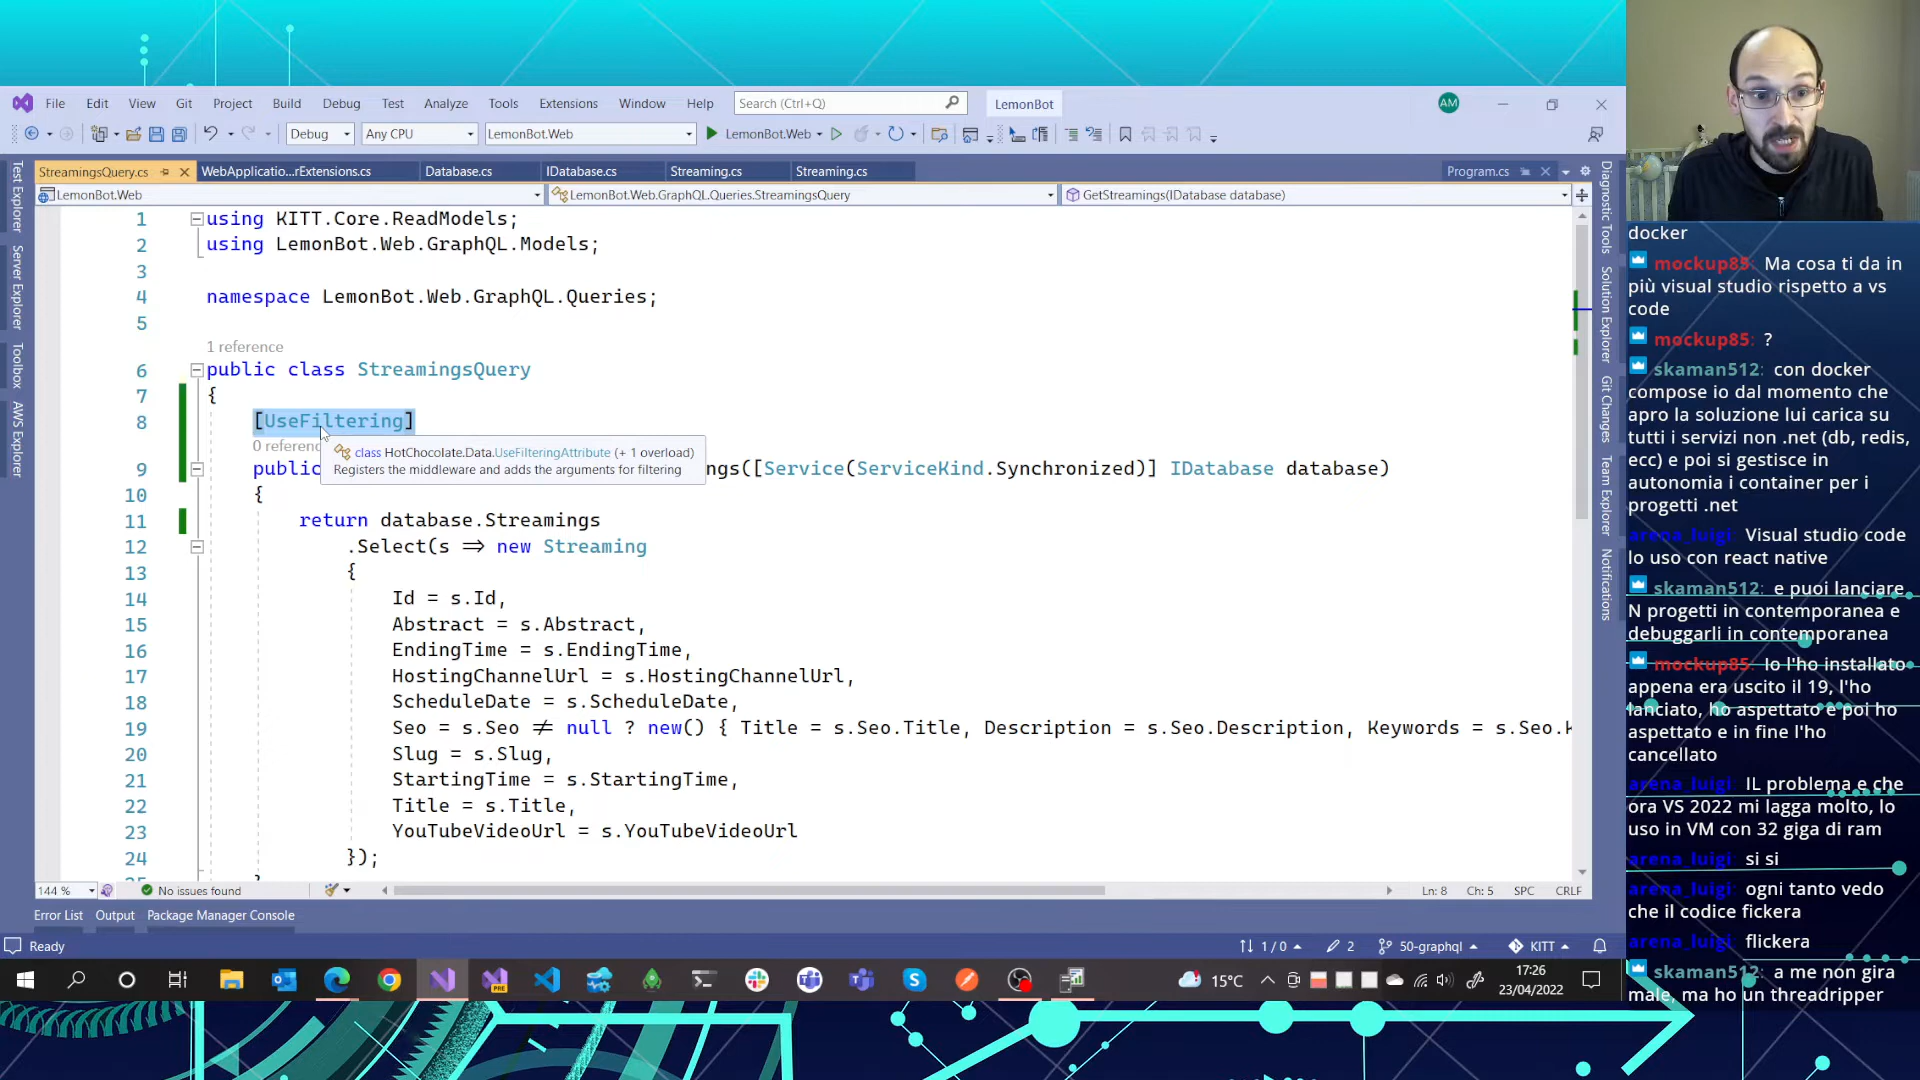 File Edit View Git Project Build Debug Test Analyze Tools Extensions Window Help Search (Ctrl+Q) LemonBot AM
Debug Any CPU LemonBot.Web LemonBot.Web
StreamingsQuery.cs WebApplicatio...rExtensions.cs Database.cs IDatabase.cs Streaming.cs Streaming.cs Program.cs
LemonBot.Web LemonBot.Web.GraphQL.Queries.StreamingsQuery GetStreamings(IDatabase database)
Test Explorer
Server Explorer
Toolbox
AWS Explorer
1 using KITT.Core.ReadModels;
2 using LemonBot.Web.GraphQL.Models;
3
4 namespace LemonBot.Web.GraphQL.Queries;
5
1 reference
6 public class StreamingsQuery
7 {
8 [UseFiltering]
0 referenc
class HotChocolate.Data.UseFilteringAttribute (+ 1 overload)
Registers the middleware and adds the arguments for filtering
9 public ngs([Service(ServiceKind.Synchronized)] IDatabase database)
10 {
11 return database.Streamings
12 .Select(s => new Streaming
13 {
14 Id = s.Id,
15 Abstract = s.Abstract,
16 EndingTime = s.EndingTime,
17 HostingChannelUrl = s.HostingChannelUrl,
18 ScheduleDate = s.ScheduleDate,
19 Seo = s.Seo != null ? new() { Title = s.Seo.Title, Description = s.Seo.Description, Keywords = s.Seo.K
20 Slug = s.Slug,
21 StartingTime = s.StartingTime,
22 Title = s.Title,
23 YouTubeVideoUrl = s.YouTubeVideoUrl
24 });
144 % No issues found Ln: 8 Ch: 5 SPC CRLF
Error List Output Package Manager Console
Ready 1 / 0 2 50-graphql KITT
Diagnostic Tools
Solution Explorer
Git Changes
Team Explorer
Notifications
PRE
15°C
17:26
23/04/2022
docker
mockup85: Ma cosa ti da in
più visual studio rispetto a vs
code
mockup85: ?
skaman512: con docker
compose io dal momento che
apro la soluzione lui carica su
tutti i servizi non .net (db, redis,
ecc) e poi si gestisce in
autonomia i container per i
progetti .net
arena_luigi: Visual studio code
lo uso con react native
skaman512: e puoi lanciare
N progetti in contemporanea e
debuggarli in contemporanea
mockup85: Io l'ho installato
appena era uscito il 19, l'ho
lanciato, ho aspettato e poi ho
aspettato e in fine l'ho
cancellato
arena_luigi: IL problema e che
ora VS 2022 mi lagga molto, lo
uso in VM con 32 giga di ram
arena_luigi: si si
arena_luigi: ogni tanto vedo
che il codice fickera
arena_luigi: flickera
skaman512: a me non gira
male, ma ho un threadripper